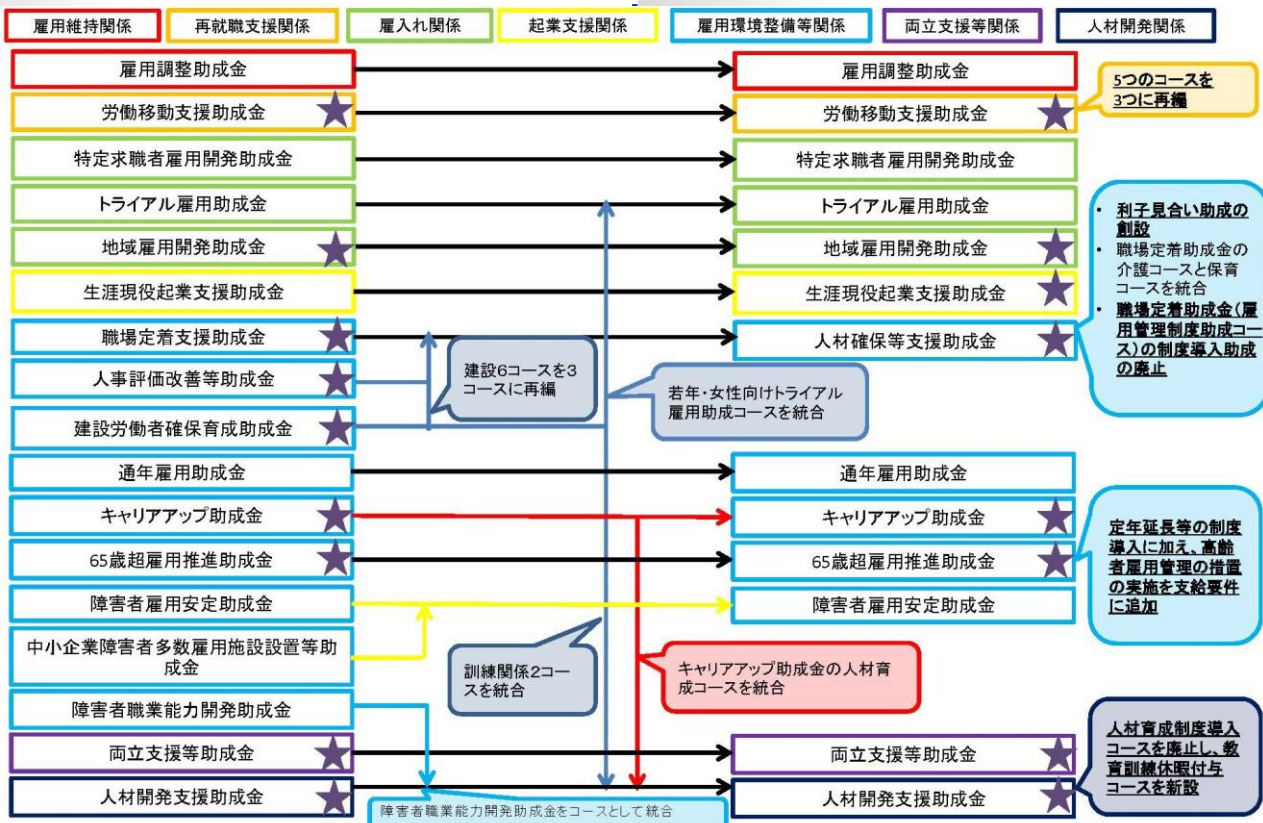 雇用維持関係
再就職支援関係
雇入れ関係
起業支援関係
雇用環境整備等関係
両立支援等関係
人材開発関係
雇用調整助成金
雇用調整助成金
5つのコースを
3つに再編
労働移動支援助成金
労働移動支援助成金
特定求職者雇用開発助成金
特定求職者雇用開発助成金
トライアル雇用助成金
トライアル雇用助成金
地域雇用開発助成金
地域雇用開発助成金
生涯現役起業支援助成金
生涯現役起業支援助成金
職場定着支援助成金
人材確保等支援助成金
• 利子見合い助成の
創設
• 職場定着助成金の
介護コースと保育
コースを統合
• 職場定着助成金(雇
用管理制度助成コー
ス)の制度導入助成
の廃止
人事評価改善等助成金
建設6コースを3
コースに再編
若年・女性向けトライアル
雇用助成コースを統合
建設労働者確保育成助成金
通年雇用助成金
通年雇用助成金
キャリアアップ助成金
キャリアアップ助成金
65歳超雇用推進助成金
65歳超雇用推進助成金
定年延長等の制度
導入に加え、高齢
者雇用管理の措置
の実施を支給要件
に追加
障害者雇用安定助成金
障害者雇用安定助成金
中小企業障害者多数雇用施設設置等助
成金
訓練関係2コー
スを統合
キャリアアップ助成金の人材育
成コースを統合
障害者職業能力開発助成金
両立支援等助成金
両立支援等助成金
人材育成制度導入
コースを廃止し、教
育訓練休暇付与
コースを新設
人材開発支援助成金
人材開発支援助成金
障害者職業能力開発助成金をコースとして統合